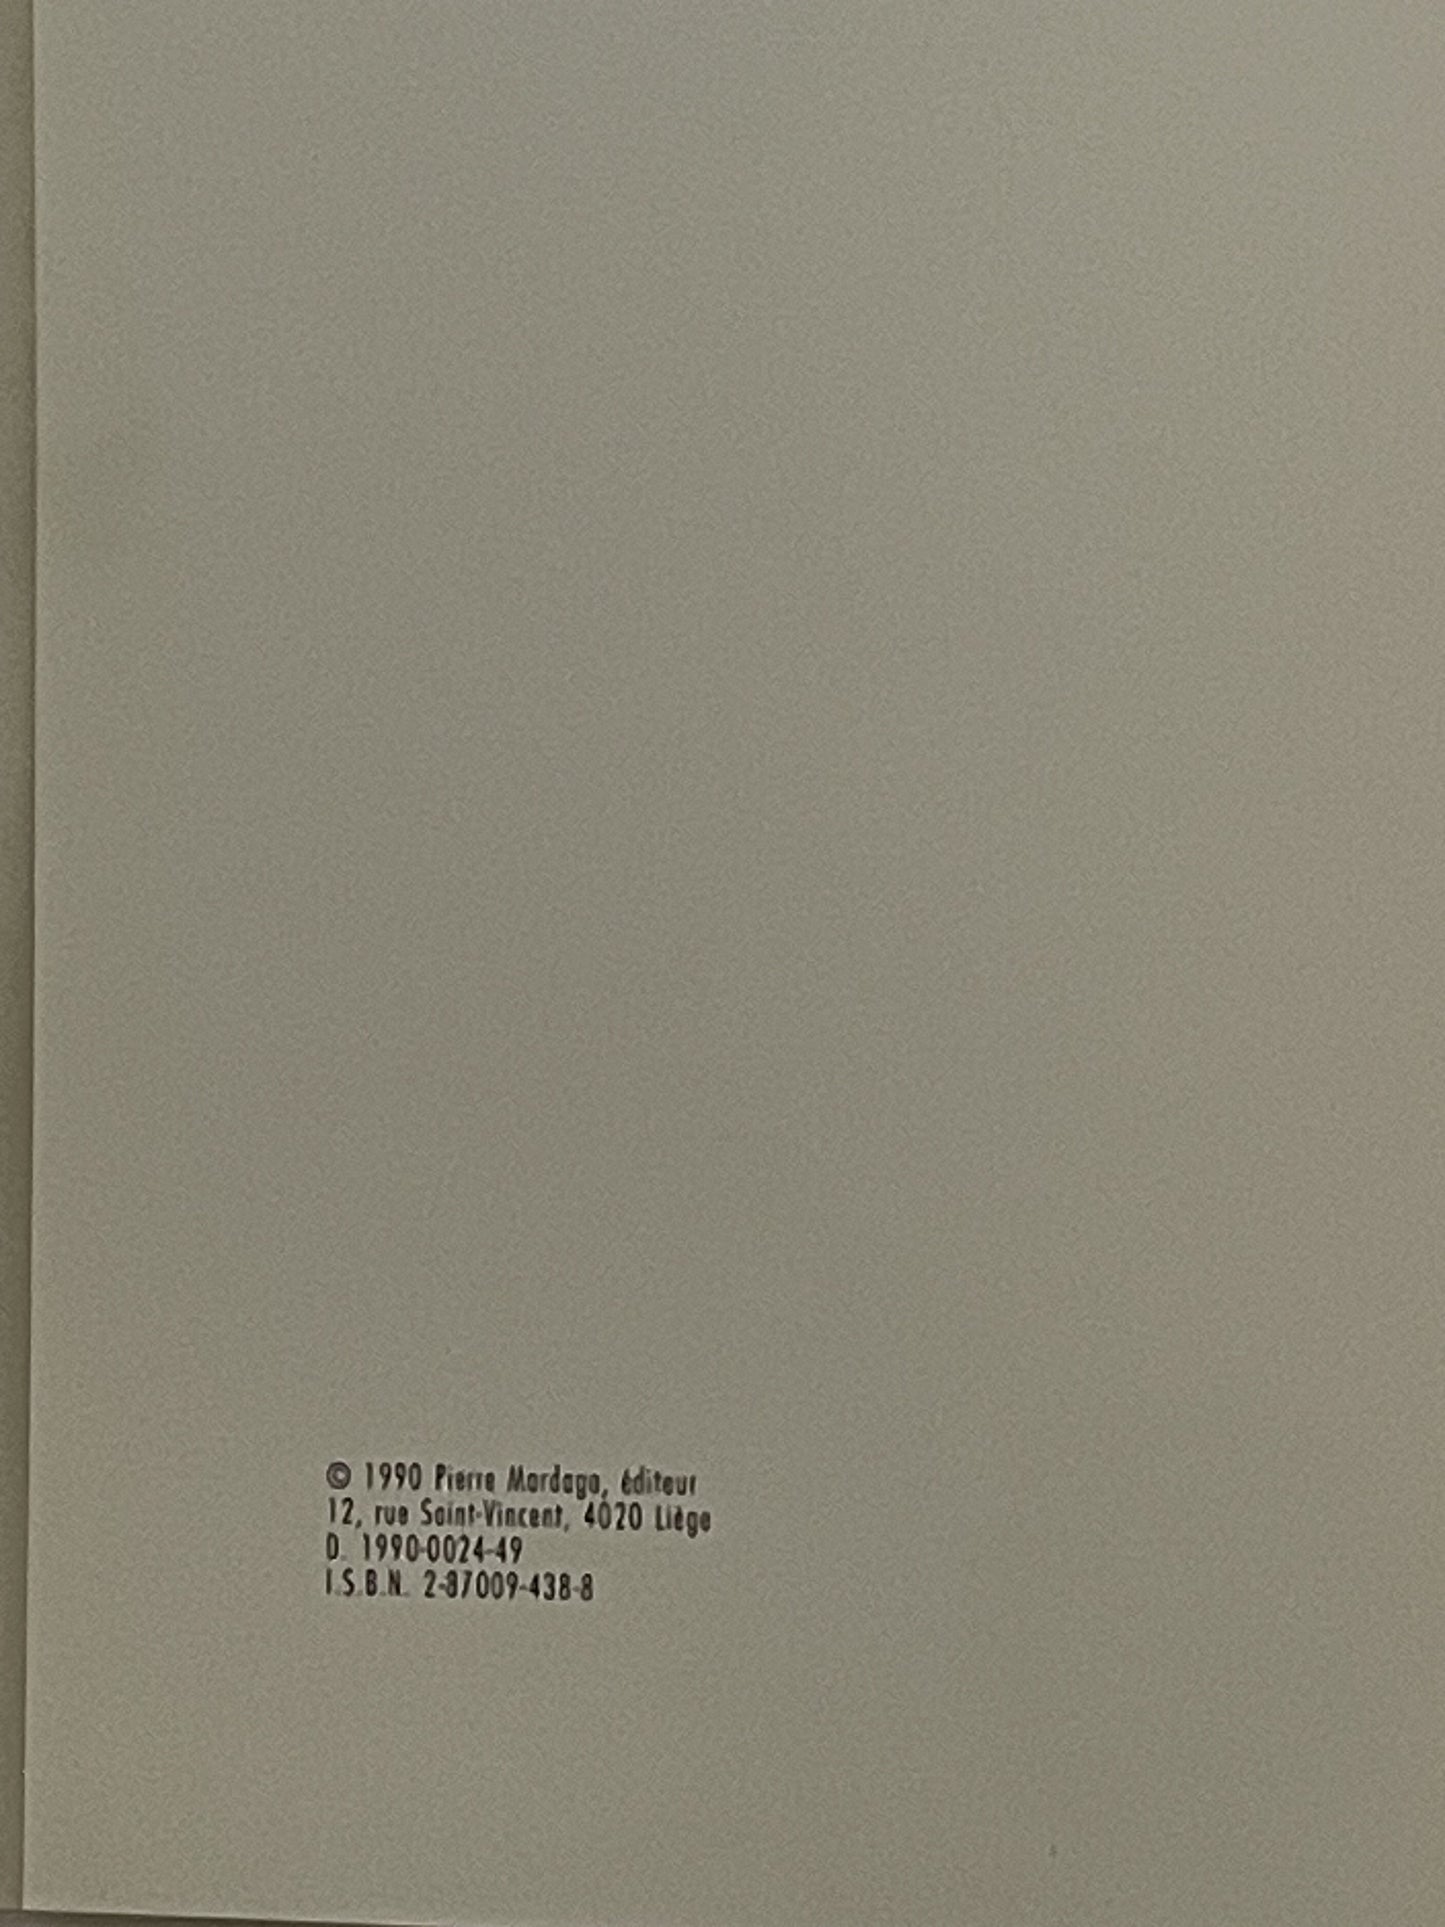 © 1990 Pierre Mardaga, éditeur
12, rue Saint-Vincent, 4020 Liège
D. 1990-0024-49
I.S.B.N. 2-87009-438-8